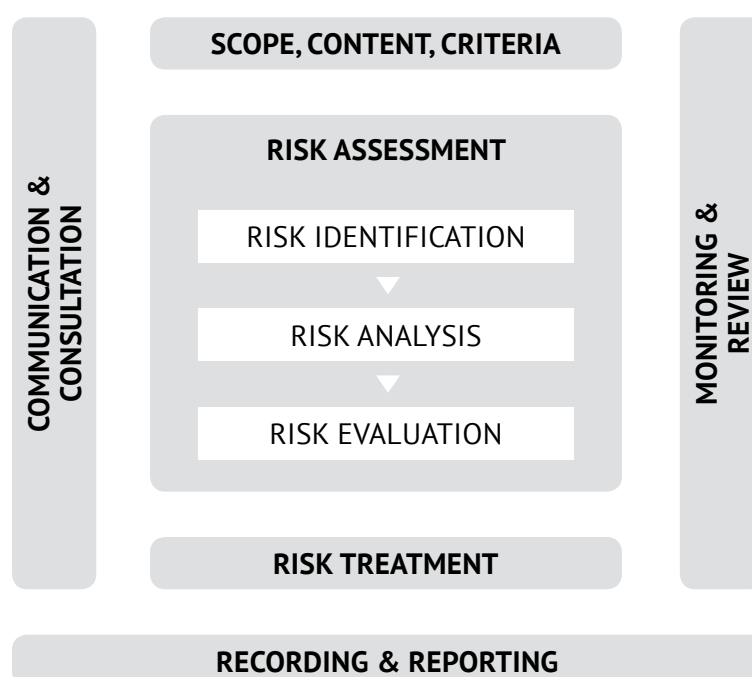 SCOPE, CONTENT, CRITERIA
COMMUNICATION &
CONSULTATION
RISK ASSESSMENT
RISK IDENTIFICATION
RISK ANALYSIS
RISK EVALUATION
MONITORING &
REVIEW
RISK TREATMENT
RECORDING & REPORTING